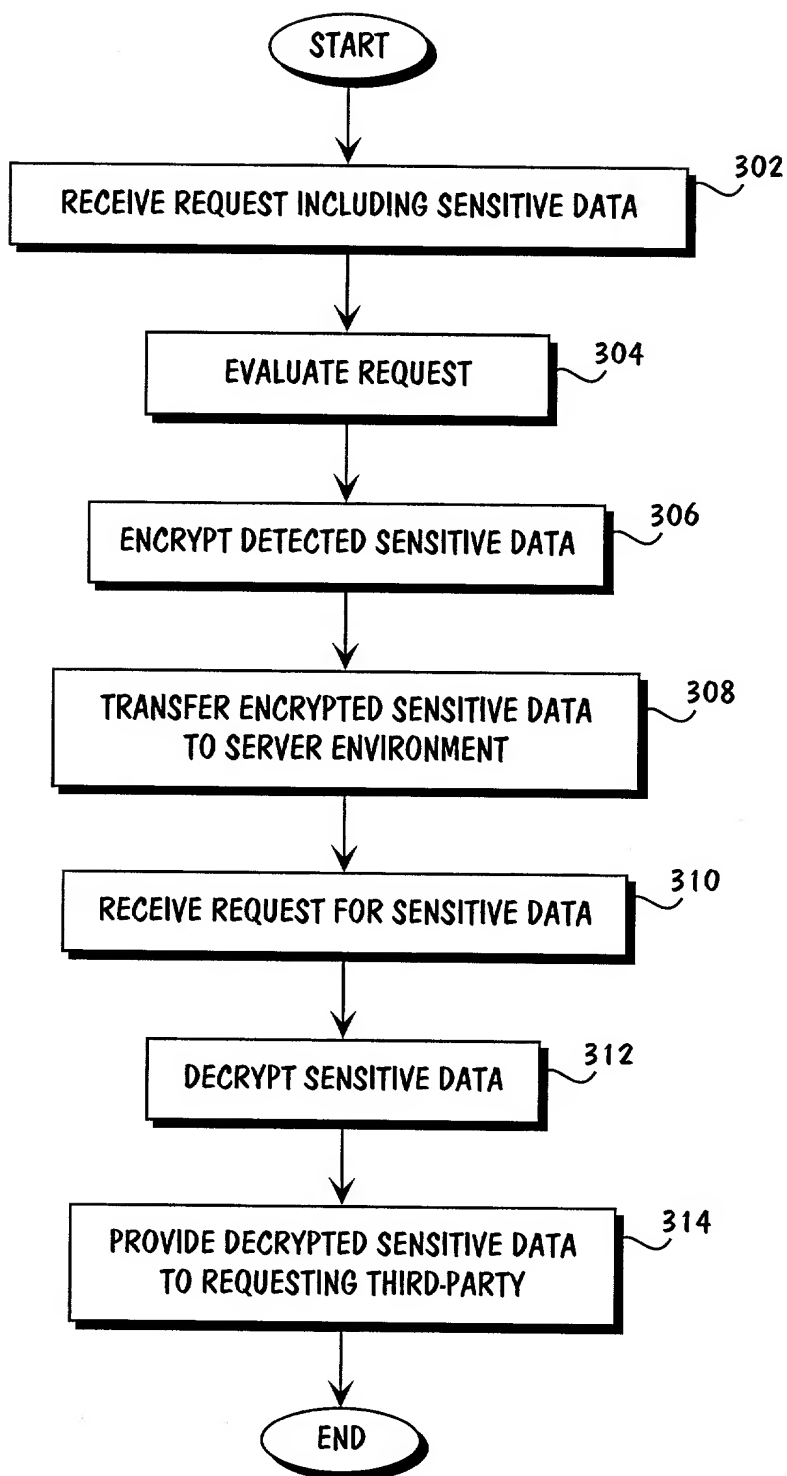 START
RECEIVE REQUEST INCLUDING SENSITIVE DATA
302
EVALUATE REQUEST
304
ENCRYPT DETECTED SENSITIVE DATA
306
TRANSFER ENCRYPTED SENSITIVE DATA
TO SERVER ENVIRONMENT
308
RECEIVE REQUEST FOR SENSITIVE DATA
310
DECRYPT SENSITIVE DATA
312
PROVIDE DECRYPTED SENSITIVE DATA
TO REQUESTING THIRD-PARTY
314
END